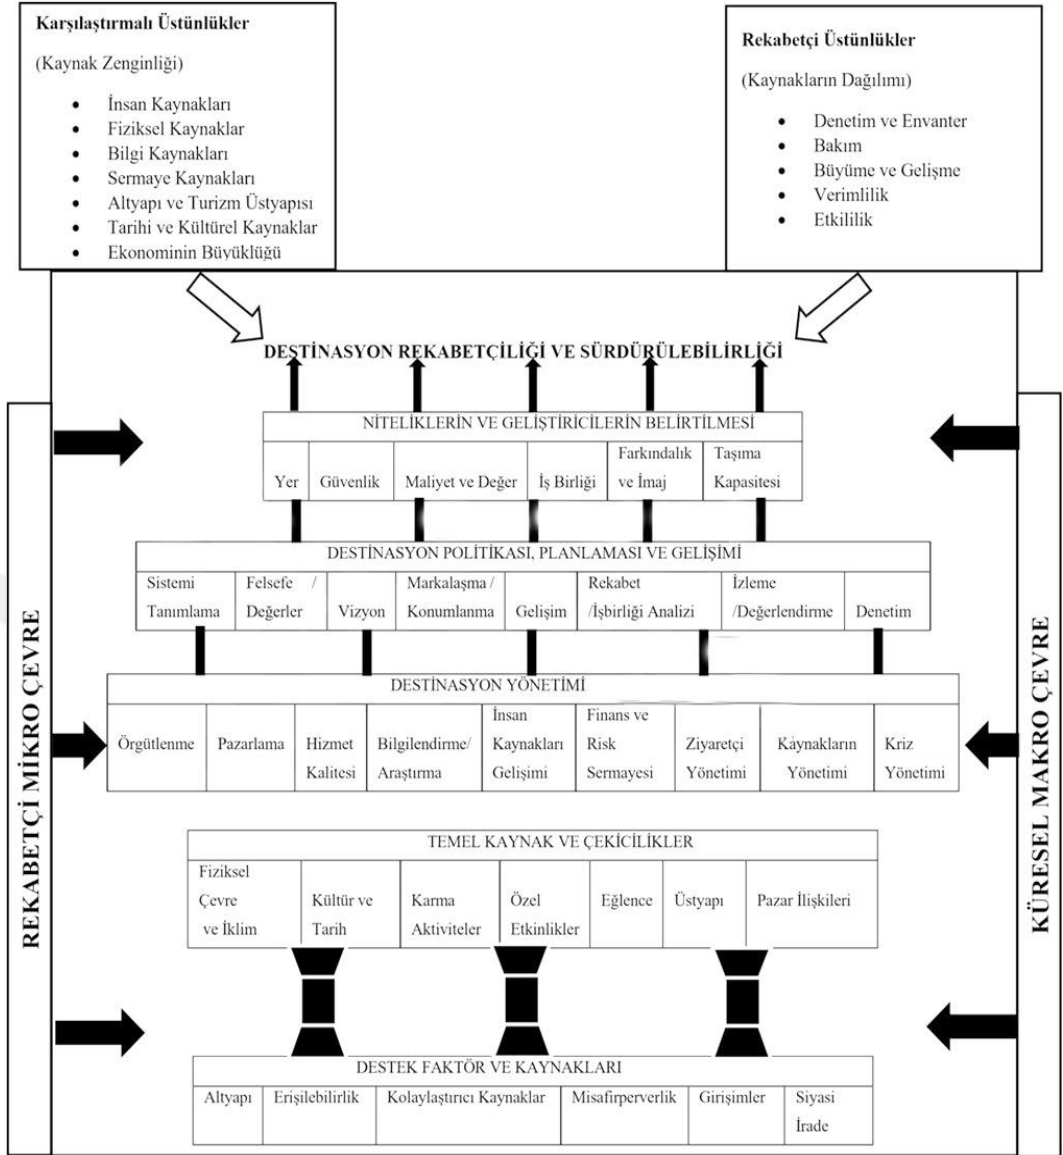 Karşılaştırmalı Üstünlükler
(Kaynak Zenginliği)
• İnsan Kaynakları
• Fiziksel Kaynaklar
• Bilgi Kaynakları
• Sermaye Kaynakları
• Altyapı ve Turizm Üstyapısı
• Tarihi ve Kültürel Kaynaklar
• Ekonominin Büyüklüğü
Rekabetçi Üstünlükler
(Kaynakların Dağılımı)
• Denetim ve Envanter
• Bakım
• Büyüme ve Gelişme
• Verimlilik
• Etkililik
DESTİNASYON REKABETÇİLİĞİ VE SÜRDÜRÜLEBİLİRLİĞİ
REKABETÇİ MİKRO ÇEVRE
NİTELİKLERİN VE GELİŞTİRİCİLERİN BELİRTİLMESİ
Yer
Güvenlik
Maliyet ve Değer
İş Birliği
Farkındalık
ve İmaj
Taşıma
Kapasitesi
DESTİNASYON POLİTİKASI, PLANLAMASI VE GELİŞİMİ
Sistemi
Tanımlama
Felsefe /
Değerler
Vizyon
Markalaşma /
Konumlanma
Gelişim
Rekabet
/İşbirliği Analizi
İzleme
/Değerlendirme
Denetim
DESTİNASYON YÖNETİMİ
Örgütlenme
Pazarlama
Hizmet
Kalitesi
Bilgilendirme/
Araştırma
İnsan
Kaynakları
Gelişimi
Finans ve
Risk
Sermayesi
Ziyaretçi
Yönetimi
Kaynakların
Yönetimi
Kriz
Yönetimi
TEMEL KAYNAK VE ÇEKİCİLİKLER
Fiziksel
Çevre
ve İklim
Kültür ve
Tarih
Karma
Aktiviteler
Özel
Etkinlikler
Eğlence
Üstyapı
Pazar İlişkileri
DESTEK FAKTÖR VE KAYNAKLARI
Altyapı
Erişilebilirlik
Kolaylaştırıcı Kaynaklar
Misafirperverlik
Girişimler
Siyasi
İrade
KÜRESEL MAKRO ÇEVRE